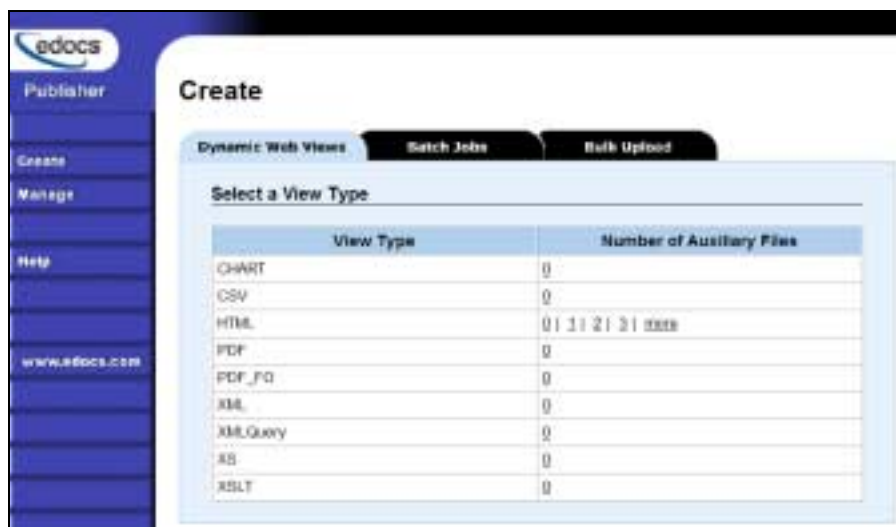 edocs
Publisher
Create
Manage
Help
www.edocs.com
Create
Dynamic Web Views Batch Jobs Bulk Upload
Select a View Type
View Type Number of Auxiliary Files
CHART 0
CSV 0
HTML 0 | 1 | 2 | 3 | more
PDF 0
PDF_FO 0
XML 0
XMLQuery 0
XS 0
XSLT 0